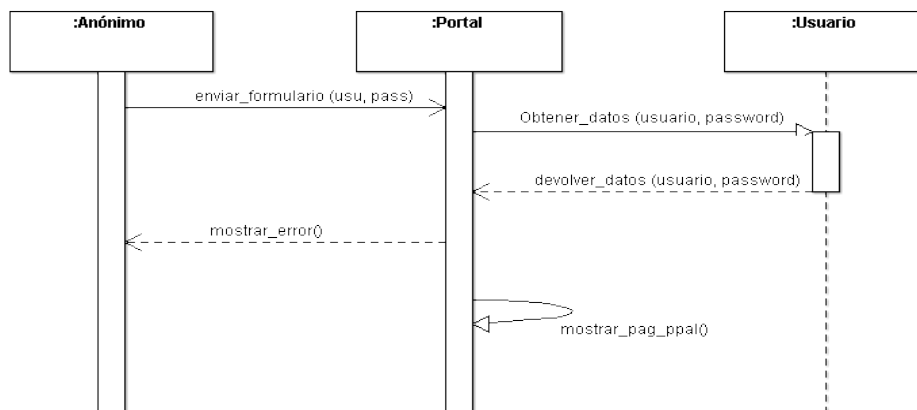 :Anónimo
:Portal
:Usuario
enviar_formulario (usu, pass)
Obtener_datos (usuario, password)
devolver_datos (usuario, password)
mostrar_error()
mostrar_pag_ppal()